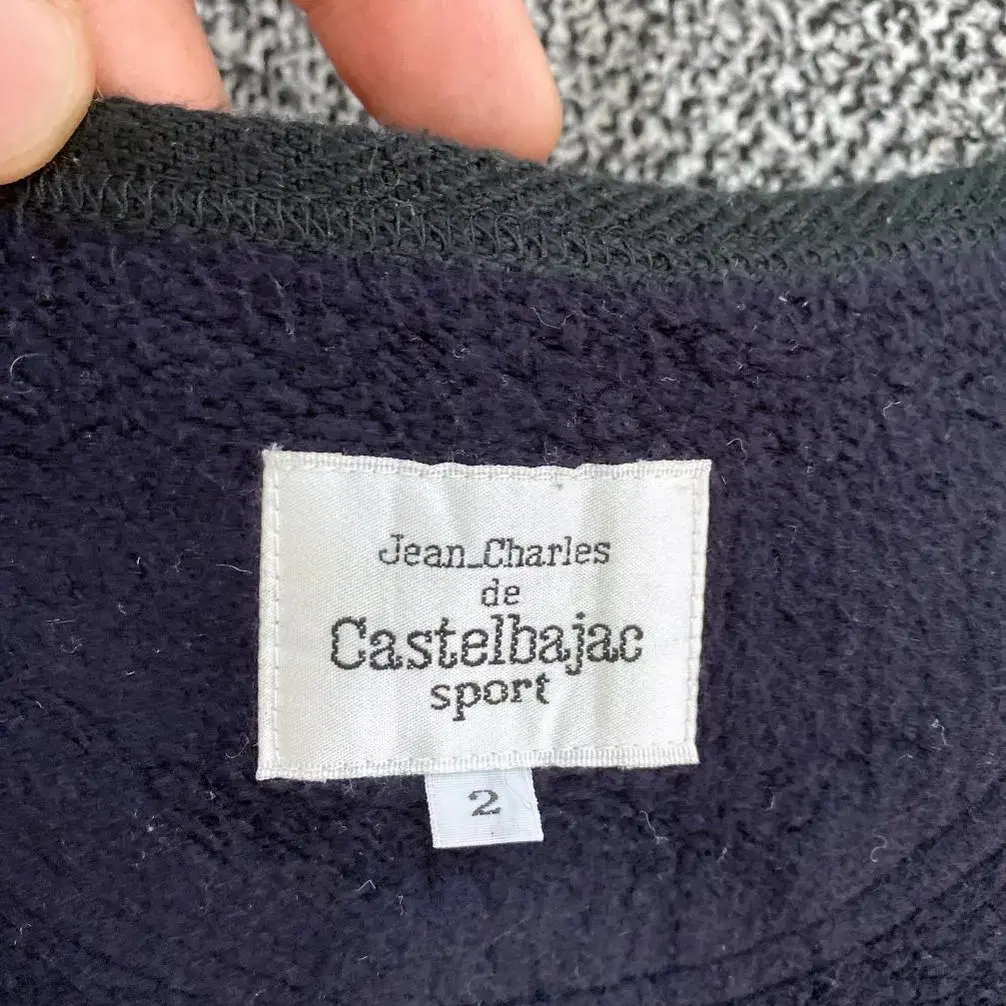 Jean_Charles
de
Castelbajac
sport
2